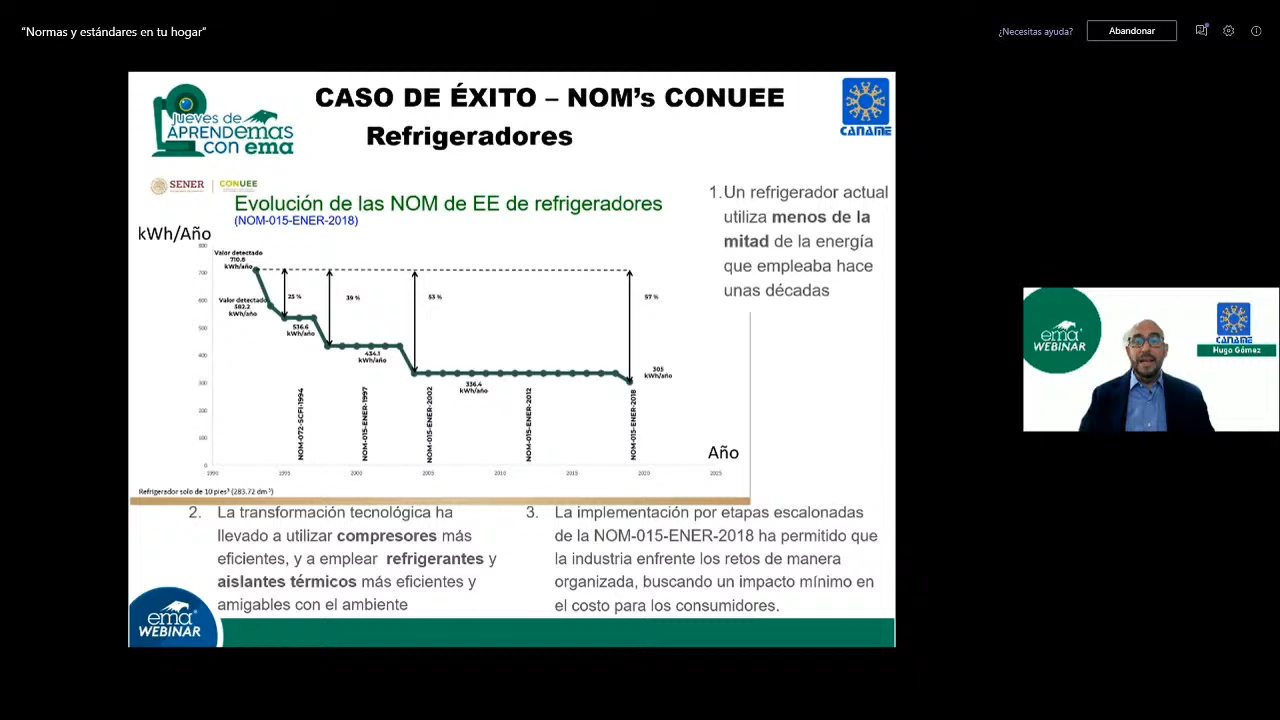 “Normas y estándares en tu hogar”
¿Necesitas ayuda?
Abandonar
jueves de
APRENDEMAS
con ema
CASO DE ÉXITO – NOM’s CONUEE
Refrigeradores
CANAME
SENER
CONUEE
Evolución de las NOM de EE de refrigeradores
(NOM-015-ENER-2018)
kWh/Año
800
700
600
500
400
300
200
100
0
Valor detectado
710.8
kWh/año
Valor detectado
582.2
kWh/año
25 %
536.6
kWh/año
39 %
434.1
kWh/año
53 %
336.4
kWh/año
57 %
305
kWh/año
NOM-072-SCFI-1994
NOM-015-ENER-1997
NOM-015-ENER-2002
NOM-015-ENER-2012
NOM-015-ENER-2018
Año
1990
1995
2000
2005
2010
2015
2020
2025
Refrigerador solo de 10 pies³ (283.72 dm³)
1.Un refrigerador actual
utiliza menos de la
mitad de la energía
que empleaba hace
unas décadas
2. La transformación tecnológica ha
llevado a utilizar compresores más
eficientes, y a emplear refrigerantes y
aislantes térmicos más eficientes y
amigables con el ambiente
3. La implementación por etapas escalonadas
de la NOM-015-ENER-2018 ha permitido que
la industria enfrente los retos de manera
organizada, buscando un impacto mínimo en
el costo para los consumidores.
ema
WEBINAR
ema
WEBINAR
CANAME
Hugo Gómez